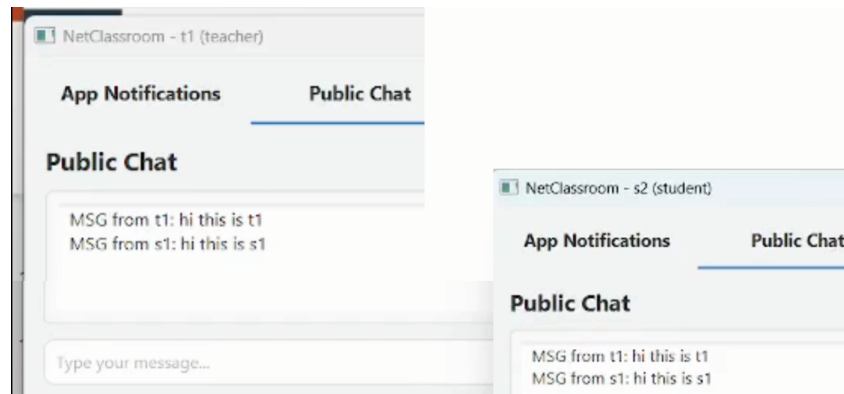 NetClassroom - t1 (teacher)
App Notifications Public Chat
Public Chat
MSG from t1: hi this is t1
MSG from s1: hi this is s1
Type your message...
NetClassroom - s2 (student)
App Notifications Public Chat
Public Chat
MSG from t1: hi this is t1
MSG from s1: hi this is s1